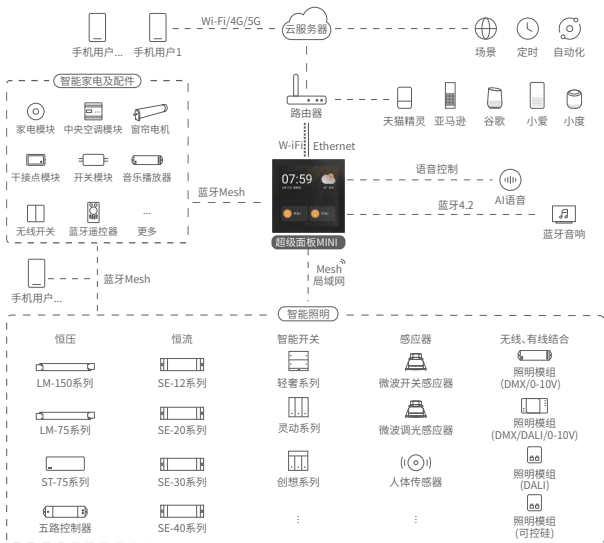 Wi-Fi/4G/5G
云服务器
手机用户...
手机用户1
场景
定时
自动化
智能家电及配件
家电模块
中央空调模块
窗帘电机
路由器
天猫精灵
亚马逊
谷歌
小爱
小度
W-iFi
Ethernet
干接点模块
开关模块
音乐播放器
07:59
语音控制
AI语音
蓝牙Mesh
蓝牙4.2
蓝牙音响
无线开关
蓝牙遥控器
...
更多
超级面板MINI
手机用户...
蓝牙Mesh
Mesh
局域网
智能照明
恒压
恒流
智能开关
感应器
无线、有线结合
LM-150系列
SE-12系列
轻奢系列
微波开关感应器
照明模组
(DMX/0-10V)
LM-75系列
SE-20系列
灵动系列
微波调光感应器
照明模组
(DMX/DALI/0-10V)
ST-75系列
SE-30系列
创想系列
人体传感器
照明模组
(DALI)
五路控制器
SE-40系列
...
...
照明模组
(可控硅)